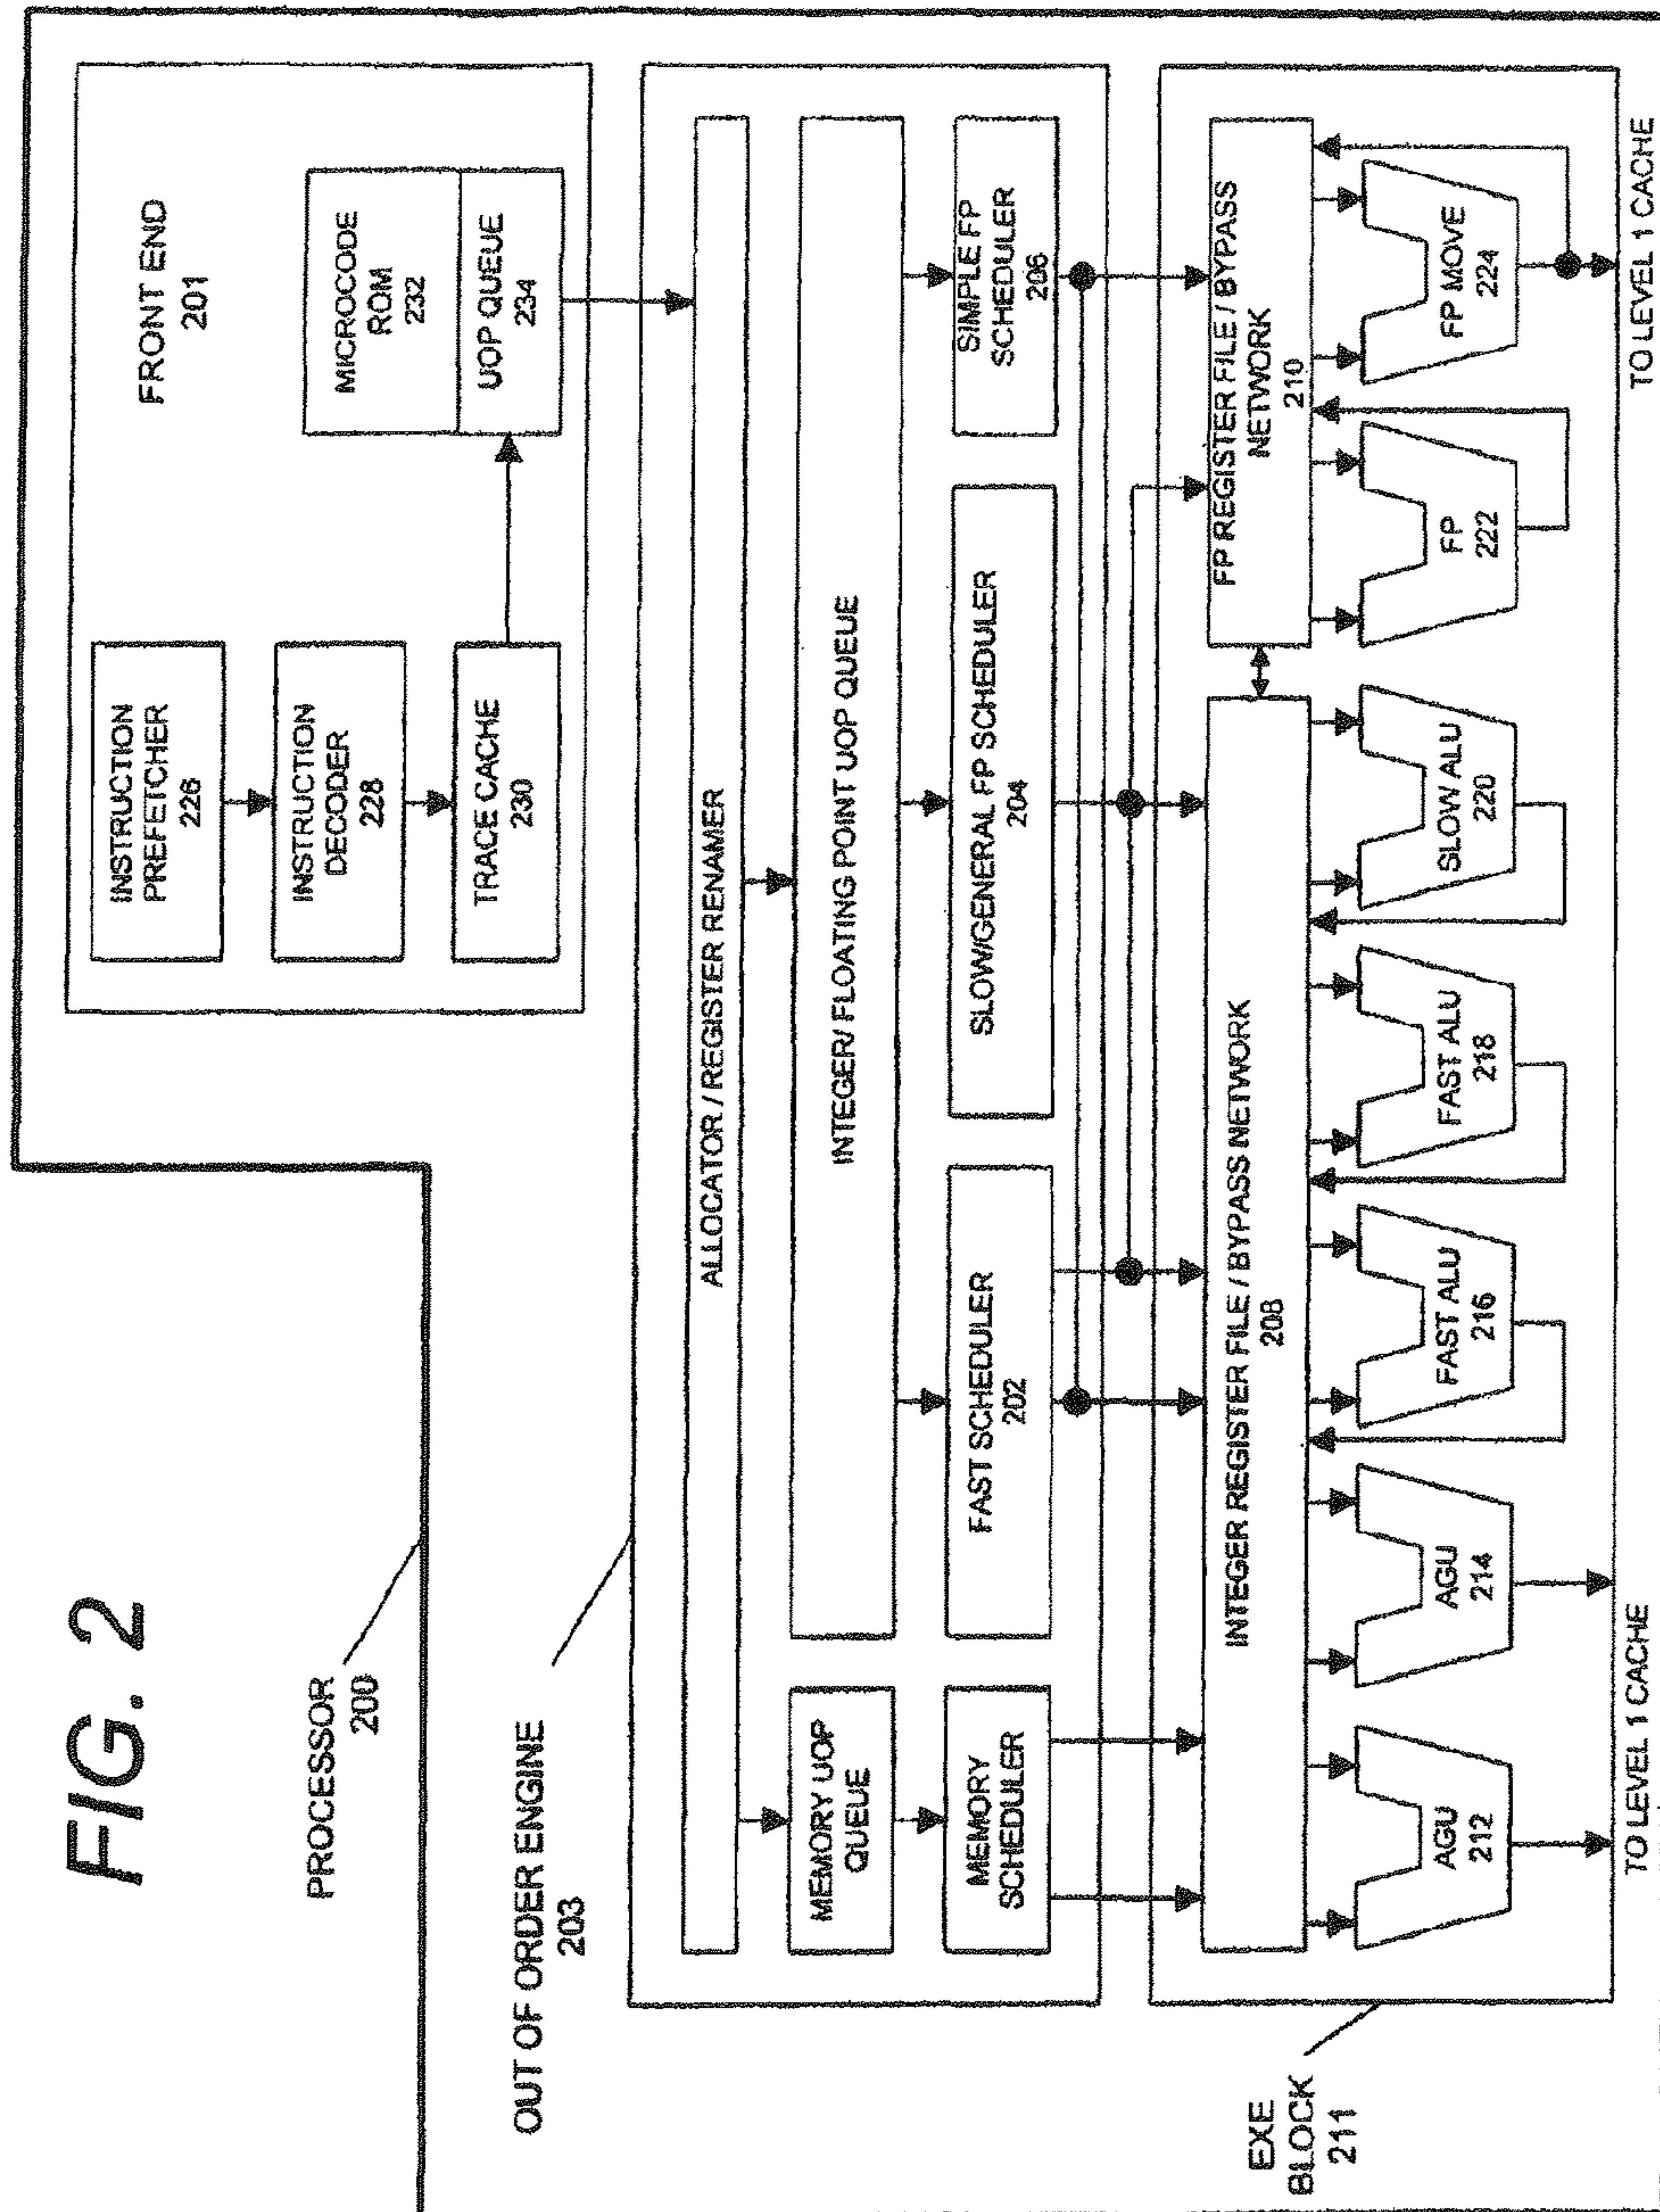 FIG. 2
PROCESSOR
200
FRONT END
201
INSTRUCTION
PREFETCHER
226
INSTRUCTION
DECODER
228
TRACE CACHE
230
MICROCODE
ROM
232
UOP QUEUE
234
OUT OF ORDER ENGINE
203
ALLOCATOR / REGISTER RENAMER
MEMORY UOP
QUEUE
INTEGER/ FLOATING POINT UOP QUEUE
MEMORY
SCHEDULER
FAST SCHEDULER
202
SLOW/GENERAL FP SCHEDULER
204
SIMPLE FP
SCHEDULER
206
EXE
BLOCK
211
INTEGER REGISTER FILE / BYPASS NETWORK
208
FP REGISTER FILE / BYPASS
NETWORK
210
AGU
212
AGU
214
FAST ALU
216
FAST ALU
218
SLOW ALU
220
FP
222
FP MOVE
224
TO LEVEL 1 CACHE
TO LEVEL 1 CACHE